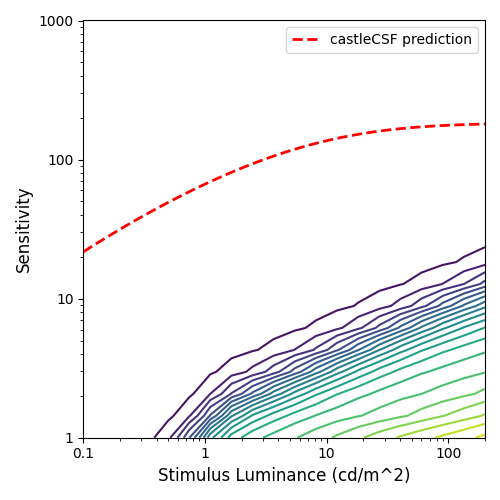 castleCSF prediction
1000
100
10
1
Sensitivity
0.1 1 10 100
Stimulus Luminance (cd/m^2)